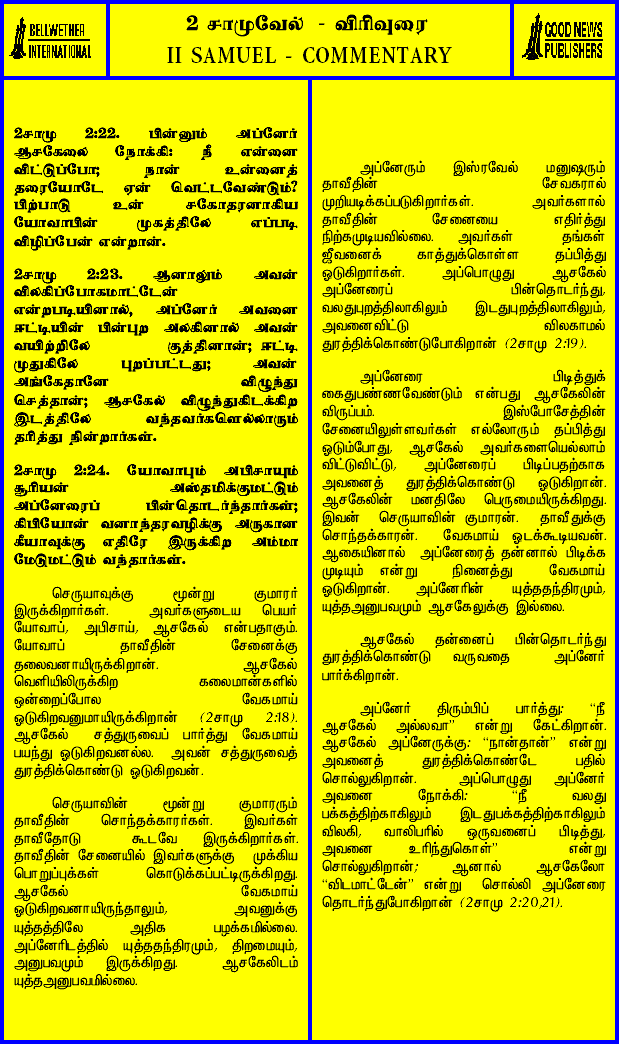 BELLWETHER
INTERNATIONAL
2 சாமுவேல் - விரிவுரை
II SAMUEL - COMMENTARY
GOOD NEWS
PUBLISHERS
2சாமு 2:22. பின்னும் அப்னேர்
ஆசகேலை நோக்கி: நீ என்னை
விட்டுப்போ; நான் உன்னைத்
தரையோடே ஏன் வெட்டவேண்டும்?
பிற்பாடு உன் சகோதரனாகிய
யோவாபின் முகத்திலே எப்படி
விழிப்பேன் என்றான்.
2சாமு 2:23. ஆனாலும் அவன்
விலகிப்போகமாட்டேன்
என்றபடியினால், அப்னேர் அவனை
ஈட்டியின் பின்புற அலகினால் அவன்
வயிற்றிலே குத்தினான்; ஈட்டி
முதுகிலே புறப்பட்டது; அவன்
அங்கேதானே விழுந்து
செத்தான்; ஆசகேல் விழுந்துகிடக்கிற
இடத்திலே வந்தவர்களெல்லாரும்
தரித்து நின்றார்கள்.
2சாமு 2:24. யோவாபும் அபிசாயும்
சூரியன் அஸ்தமிக்குமட்டும்
அப்னேரைப் பின்தொடர்ந்தார்கள்;
கிபியோன் வனாந்தரவழிக்கு அருகான
கீயாவுக்கு எதிரே இருக்கிற அம்மா
மேடுமட்டும் வந்தார்கள்.
செருயாவுக்கு மூன்று குமாரர்
இருக்கிறார்கள். அவர்களுடைய பெயர்
யோவாப், அபிசாய், ஆசகேல் என்பதாகும்.
யோவாப் தாவீதின் சேனைக்கு
தலைவனாயிருக்கிறான். ஆசகேல்
வெளியிலிருக்கிற கலைமான்களில்
ஒன்றைப்போல வேகமாய்
ஓடுகிறவனுமாயிருக்கிறான் (2சாமு 2:18).
ஆசகேல் சத்துருவைப் பார்த்து வேகமாய்
பயந்து ஓடுகிறவனல்ல. அவன் சத்துருவைத்
துரத்திக்கொண்டு ஓடுகிறவன்.
செருயாவின் மூன்று குமாரரும்
தாவீதின் சொந்தக்காரர்கள். இவர்கள்
தாவீதோடு கூடவே இருக்கிறார்கள்.
தாவீதின் சேனையில் இவர்களுக்கு முக்கிய
பொறுப்புக்கள் கொடுக்கப்பட்டிருக்கிறது.
ஆசகேல் வேகமாய்
ஓடுகிறவனாயிருந்தாலும், அவனுக்கு
யுத்தத்திலே அதிக பழக்கமில்லை.
அப்னேரிடத்தில் யுத்ததந்திரமும், திறமையும்,
அனுபவமும் இருக்கிறது. ஆசகேலிடம்
யுத்தஅனுபவமில்லை.
அப்னேரும் இஸ்ரவேல் மனுஷரும்
தாவீதின் சேவகரால்
முறியடிக்கப்படுகிறார்கள். அவர்களால்
தாவீதின் சேனையை எதிர்த்து
நிற்கமுடியவில்லை. அவர்கள் தங்கள்
ஜீவனைக் காத்துக்கொள்ள தப்பித்து
ஓடுகிறார்கள். அப்பொழுது ஆசகேல்
அப்னேரைப் பின்தொடர்ந்து,
வலதுபுறத்திலாகிலும் இடதுபுறத்திலாகிலும்,
அவனைவிட்டு விலகாமல்
துரத்திக்கொண்டுபோகிறான் (2சாமு 2:19).
அப்னேரை பிடித்துக்
கைதுபண்ணவேண்டும் என்பது ஆசகேலின்
விருப்பம். இஸ்போசேத்தின்
சேனையிலுள்ளவர்கள் எல்லோரும் தப்பித்து
ஓடும்போது, ஆசகேல் அவர்களையெல்லாம்
விட்டுவிட்டு, அப்னேரைப் பிடிப்பதற்காக
அவனைத் துரத்திக்கொண்டு ஓடுகிறான்.
ஆசகேலின் மனதிலே பெருமையிருக்கிறது.
இவன் செருயாவின் குமாரன். தாவீதுக்கு
சொந்தக்காரன். வேகமாய் ஓடக்கூடியவன்.
ஆகையினால் அப்னேரைத் தன்னால் பிடிக்க
முடியும் என்று நினைத்து வேகமாய்
ஓடுகிறான். அப்னேரின் யுத்ததந்திரமும்,
யுத்தஅனுபவமும் ஆசகேலுக்கு இல்லை.
ஆசகேல் தன்னைப் பின்தொடர்ந்து
துரத்திக்கொண்டு வருவதை அப்னேர்
பார்க்கிறான்.
அப்னேர் திரும்பிப் பார்த்து: “நீ
ஆசகேல் அல்லவா” என்று கேட்கிறான்.
ஆசகேல் அப்னேருக்கு: “நான்தான்” என்று
அவனைத் துரத்திக்கொண்டே பதில்
சொல்லுகிறான். அப்பொழுது அப்னேர்
அவனை நோக்கி: “நீ வலது
பக்கத்திற்காகிலும் இடதுபக்கத்திற்காகிலும்
விலகி, வாலிபரில் ஒருவனைப் பிடித்து,
அவனை உரிந்துகொள்” என்று
சொல்லுகிறான்; ஆனால் ஆசகேலோ
“விடமாட்டேன்” என்று சொல்லி அப்னேரை
தொடர்ந்துபோகிறான் (2சாமு 2:20,21).